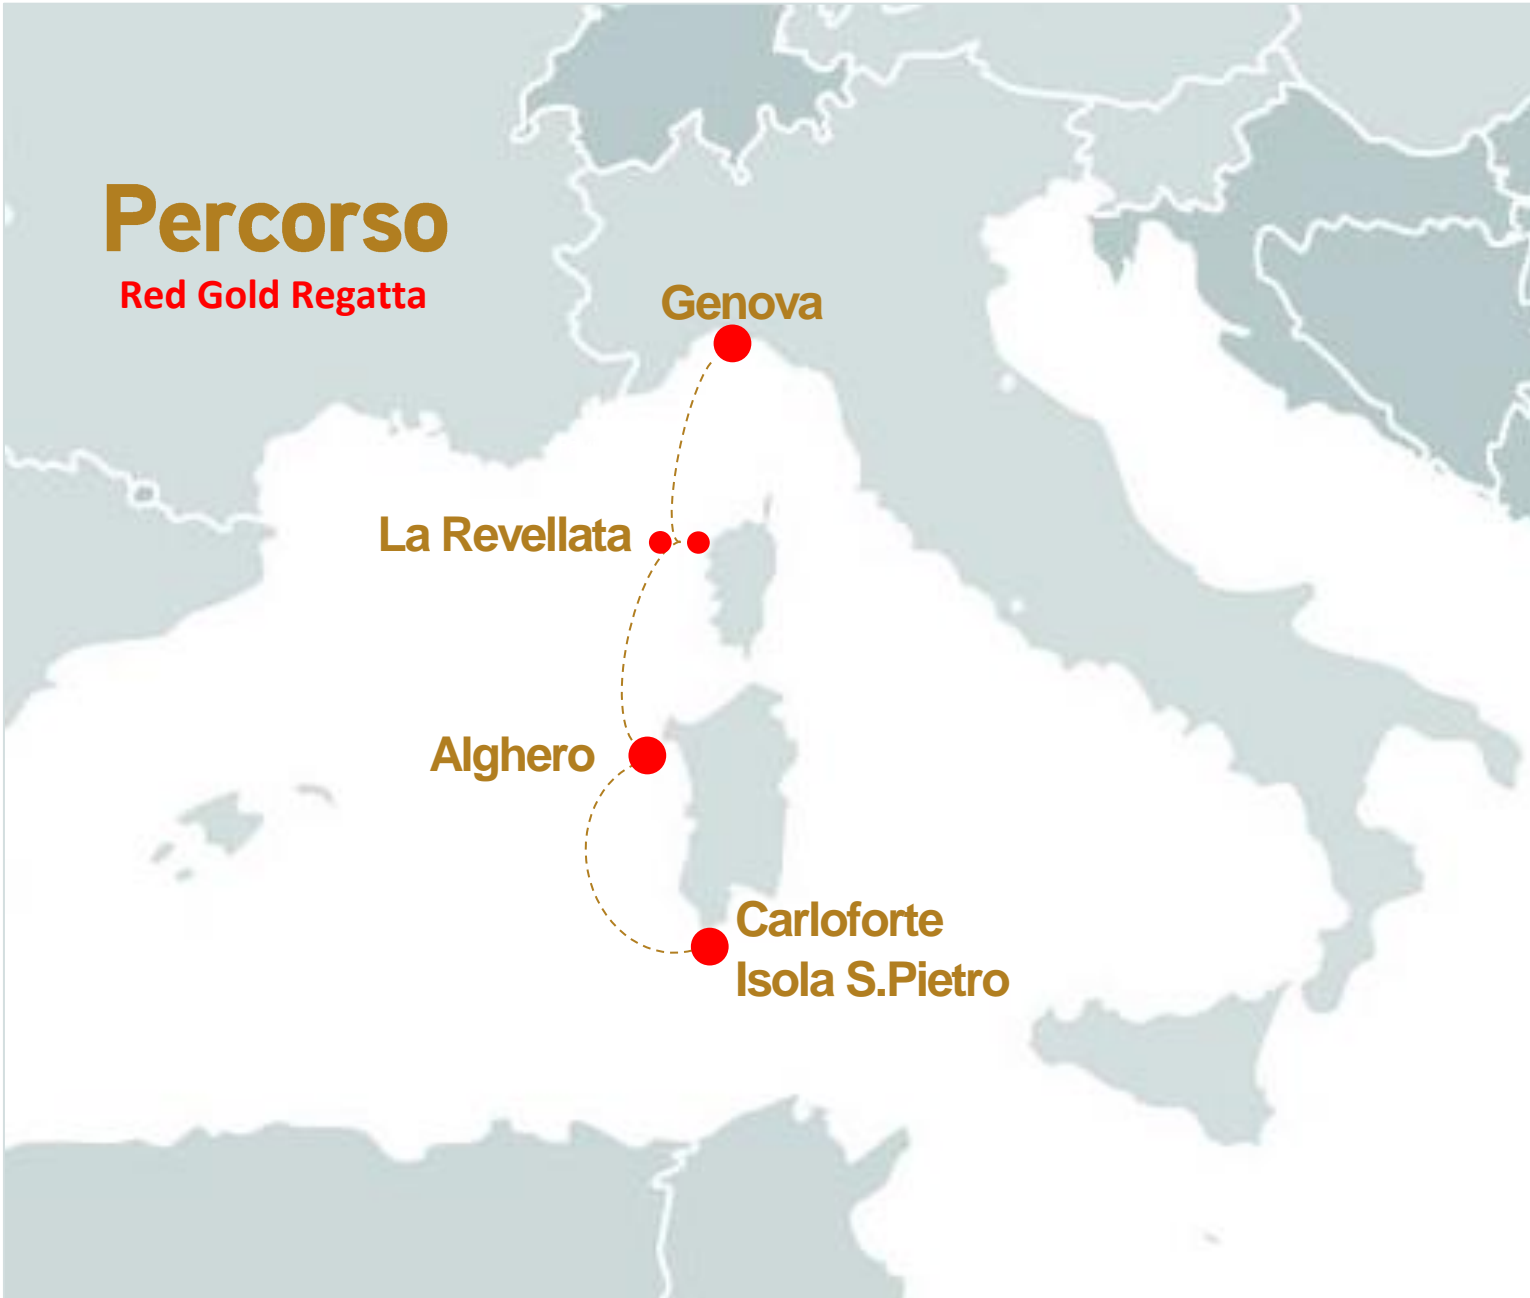 Percorso
Red Gold Regatta
Genova
La Revellata
Alghero
Carloforte
Isola S.Pietro